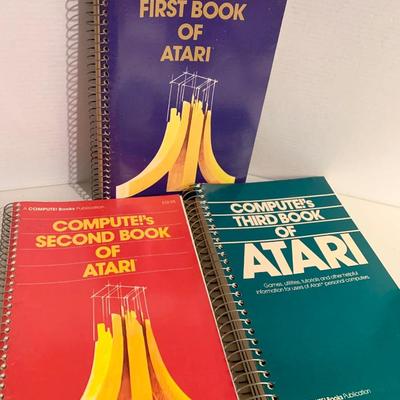 FIRST BOOK
OF
ATARI
A COMPUTE! Books Publication
COMPUTE!'s
SECOND BOOK
OF
ATARI
COMPUTE!'s
THIRD BOOK
OF
ATARI
Games, utilities, tutorials and other helpful
information for users of Atari® personal computers.
COMPUTE! Books Publication